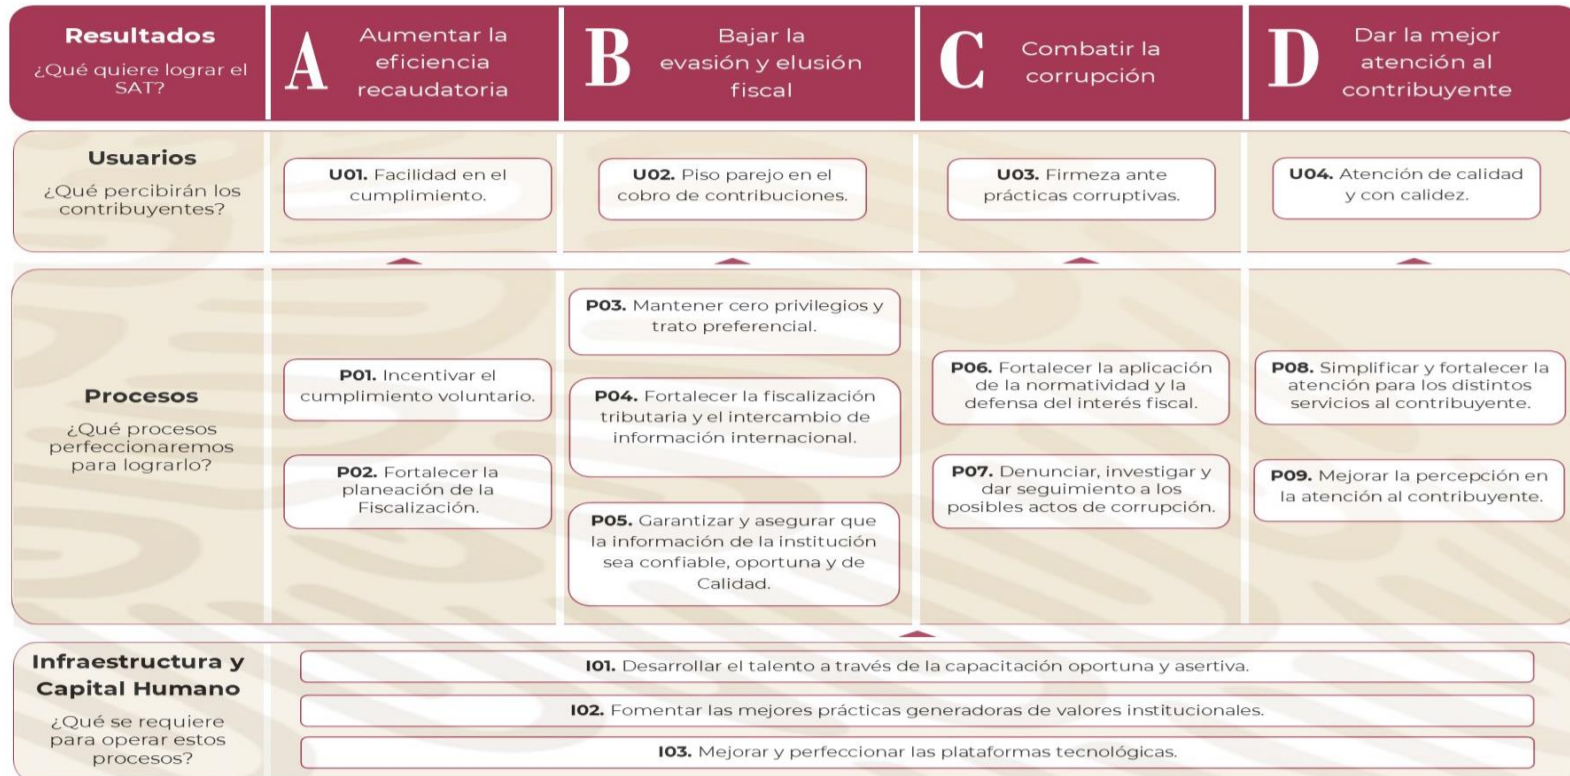 Resultados
¿Qué quiere lograr el
SAT?
A
Aumentar la
eficiencia
recaudatoria
B
Bajar la
evasión y elusión
fiscal
C
Combatir la
corrupción
D
Dar la mejor
atención al
contribuyente
Usuarios
¿Qué percibirán los
contribuyentes?
U01. Facilidad en el
cumplimiento.
U02. Piso parejo en el
cobro de contribuciones.
U03. Firmeza ante
prácticas corruptivas.
U04. Atención de calidad
y con calidez.
Procesos
¿Qué procesos
perfeccionaremos
para lograrlo?
P01. Incentivar el
cumplimiento voluntario.
P02. Fortalecer la
planeación de la
Fiscalización.
P03. Mantener cero privilegios y
trato preferencial.
P04. Fortalecer la fiscalización
tributaria y el intercambio de
información internacional.
P05. Garantizar y asegurar que
la información de la institución
sea confiable, oportuna y de
Calidad.
P06. Fortalecer la aplicación
de la normatividad y la
defensa del interés fiscal.
P07. Denunciar, investigar y
dar seguimiento a los
posibles actos de corrupción.
P08. Simplificar y fortalecer la
atención para los distintos
servicios al contribuyente.
P09. Mejorar la percepción en
la atención al contribuyente.
Infraestructura y
Capital Humano
¿Qué se requiere
para operar estos
procesos?
I01. Desarrollar el talento a través de la capacitación oportuna y asertiva.
I02. Fomentar las mejores prácticas generadoras de valores institucionales.
I03. Mejorar y perfeccionar las plataformas tecnológicas.